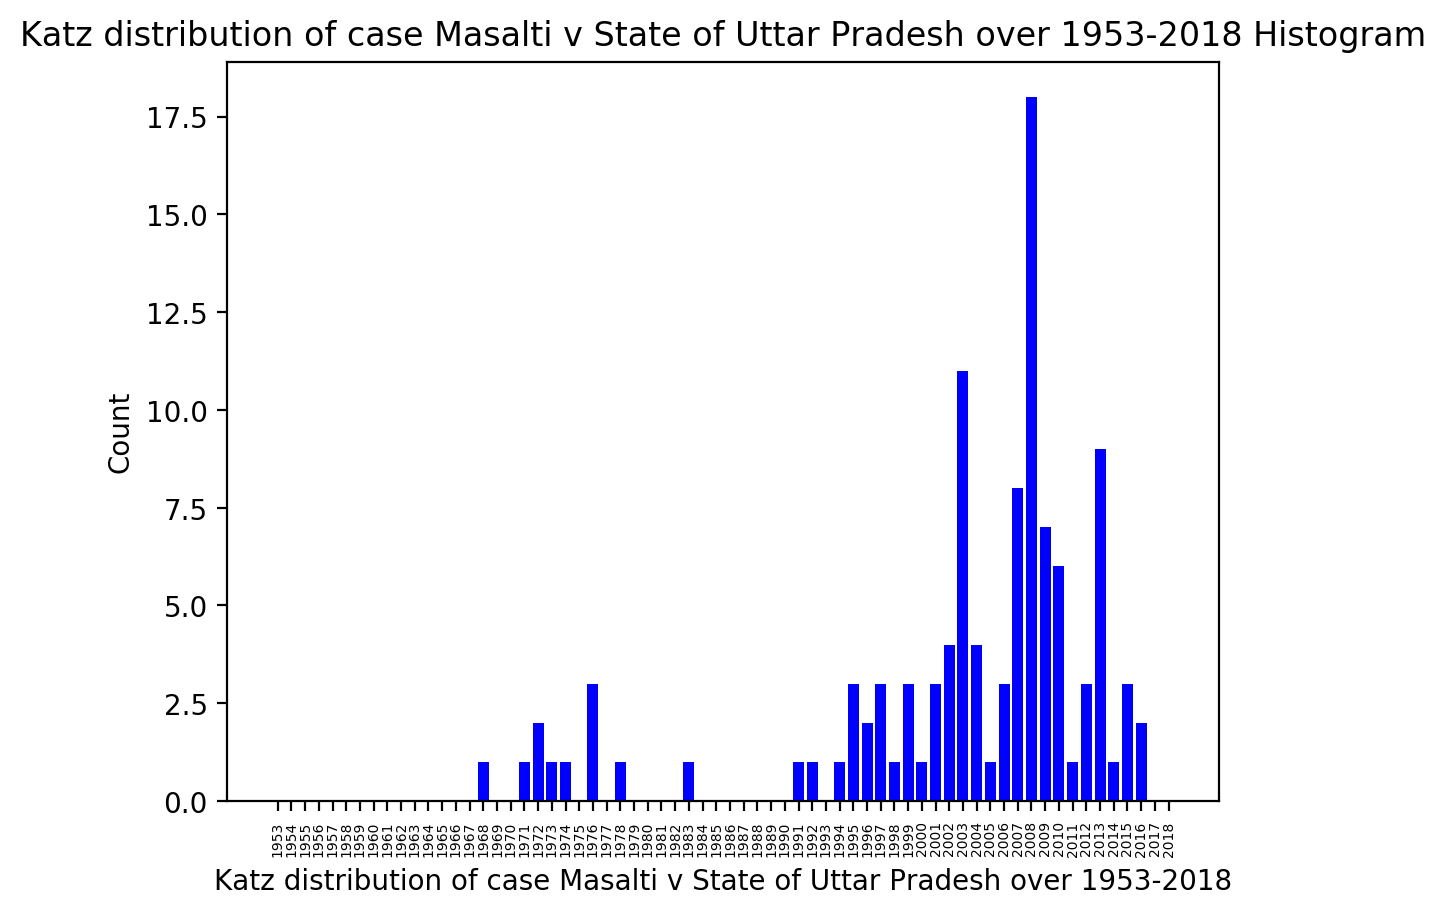 Katz distribution of case Masalti v State of Uttar Pradesh over 1953-2018 Histogram
17.5
15.0
12.5
10.0
7.5
5.0
2.5
0.0
Count
1953 1954 1955 1956 1957 1958 1959 1960 1961 1962 1963 1964 1965 1966 1967 1968 1969 1970 1971 1972 1973 1974 1975 1976 1977 1978 1979 1980 1981 1982 1983 1984 1985 1986 1987 1988 1989 1990 1991 1992 1993 1994 1995 1996 1997 1998 1999 2000 2001 2002 2003 2004 2005 2006 2007 2008 2009 2010 2011 2012 2013 2014 2015 2016 2017 2018
Katz distribution of case Masalti v State of Uttar Pradesh over 1953-2018